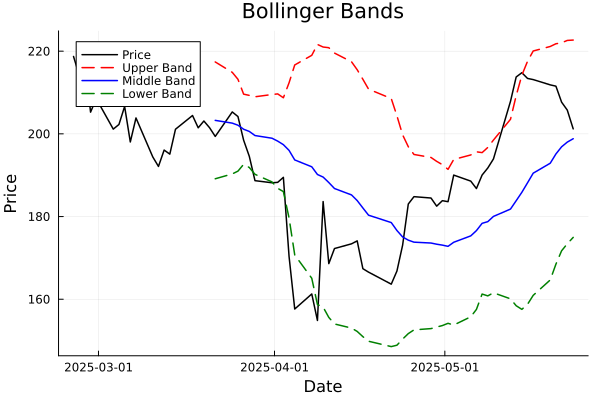 Bollinger Bands
Price
Upper Band
Middle Band
Lower Band
220
200
180
160
Price
2025-03-01
2025-04-01
2025-05-01
Date